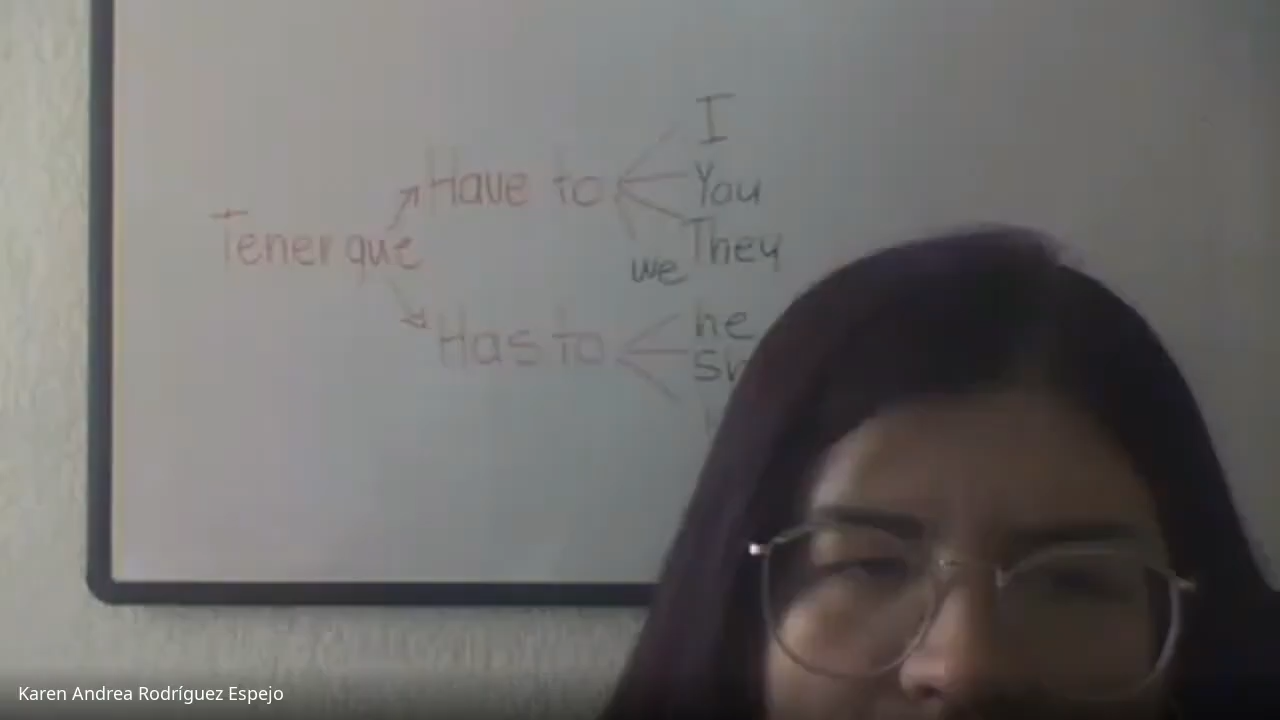 I
Have to
You
Tener que
They
we
he
Has to
Karen Andrea Rodríguez Espejo